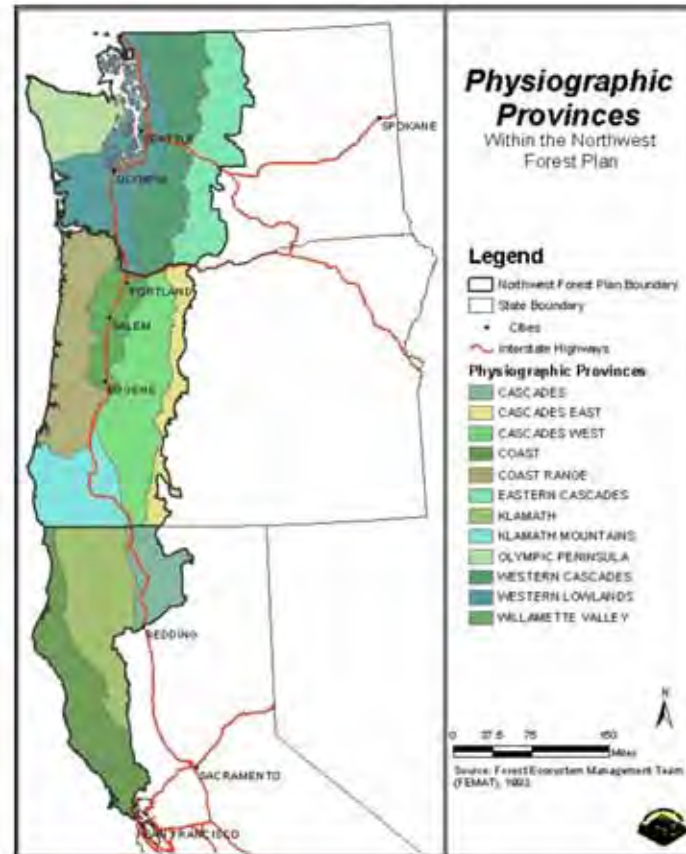 Physiographic
Provinces
Within the Northwest
Forest Plan
SPOKANE
SEATTLE
OLYMPIA
PORTLAND
SALEM
EUGENE
REDDING
SACRAMENTO
SAN FRANCISCO
Legend
Northwest Forest Plan Boundary
State Boundary
Cities
Interstate Highways
Physiographic Provinces
CASCADES
CASCADES EAST
CASCADES WEST
COAST
COAST RANGE
EASTERN CASCADES
KLAMATH
KLAMATH MOUNTAINS
OLYMPIC PENINSULA
WESTERN CASCADES
WESTERN LOWLANDS
WILLAMETTE VALLEY
N
0 37.5 75 150
Miles
Source: Forest Ecosystem Management Team
(FEMAT), 1993.